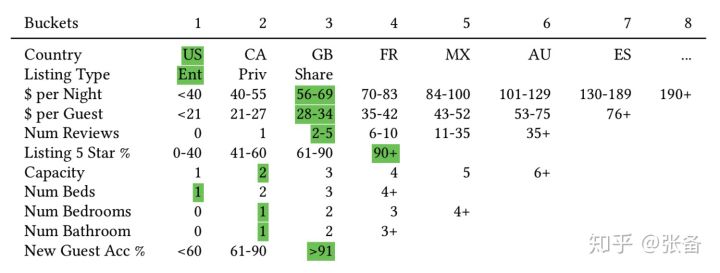 Buckets 1 2 3 4 5 6 7 8
Country US CA GB FR MX AU ES ...
Listing Type Ent Priv Share
$ per Night <40 40-55 56-69 70-83 84-100 101-129 130-189 190+
$ per Guest <21 21-27 28-34 35-42 43-52 53-75 76+
Num Reviews 0 1 2-5 6-10 11-35 35+
Listing 5 Star % 0-40 41-60 61-90 90+
Capacity 1 2 3 4 5 6+
Num Beds 1 2 3 4+
Num Bedrooms 0 1 2 3 4+
Num Bathroom 0 1 2 3+
New Guest Acc % <60 61-90 >91
知乎 @张备